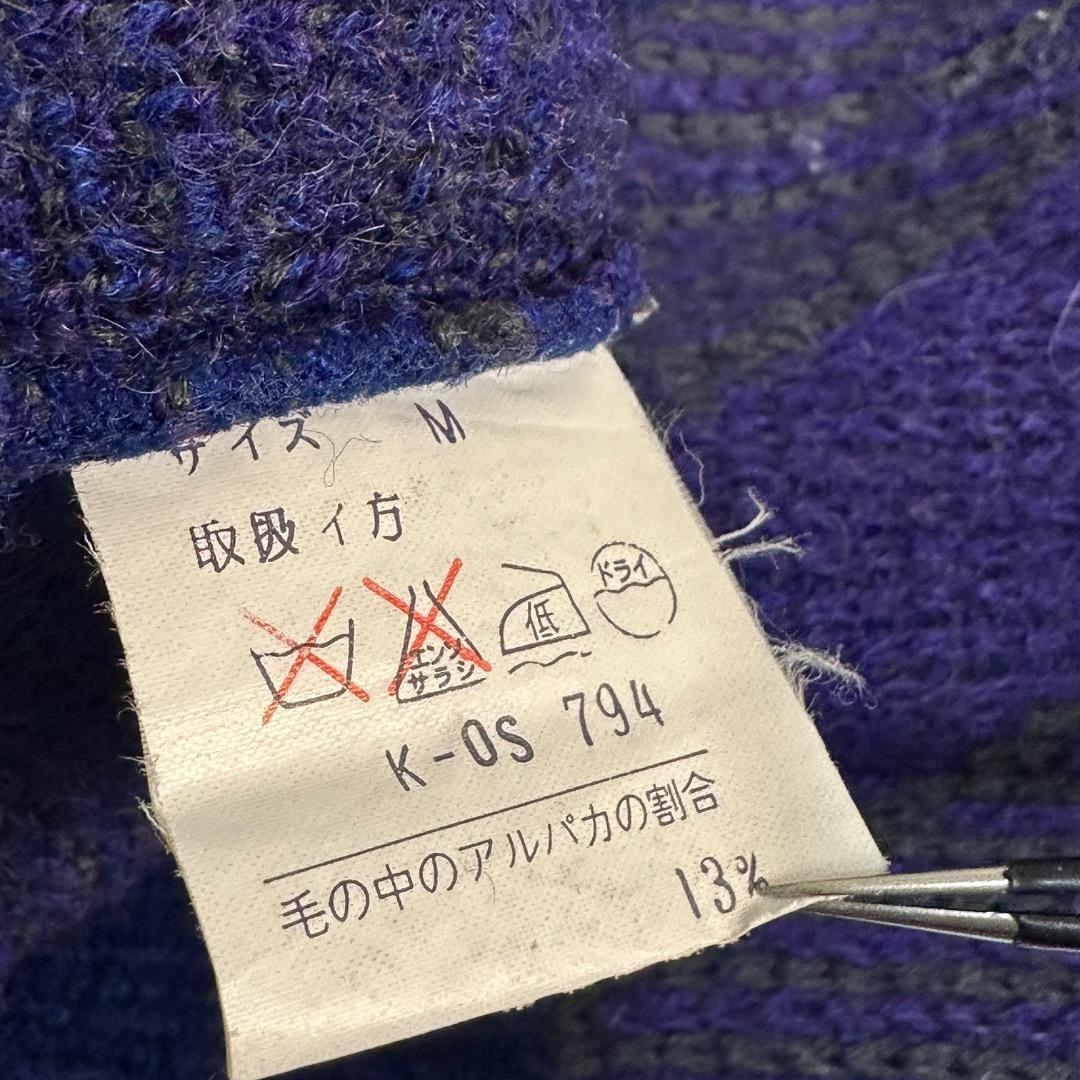 サイズ M
取扱イ方
エンソ サラシ 低 ドライ
K-OS 794
毛の中のアルパカの割合
13%